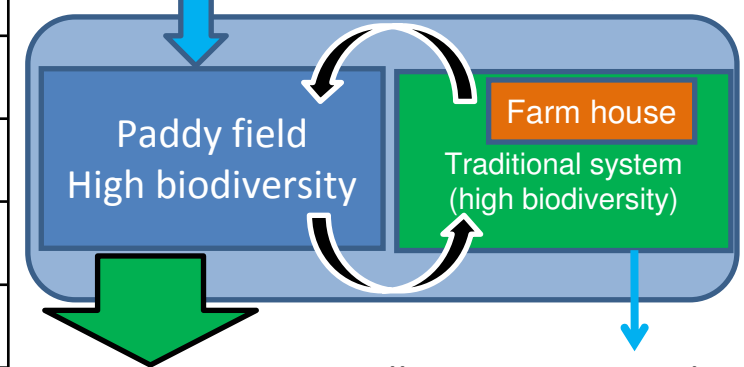 Paddy field
High biodiversity
Farm house
Traditional system
(high biodiversity)